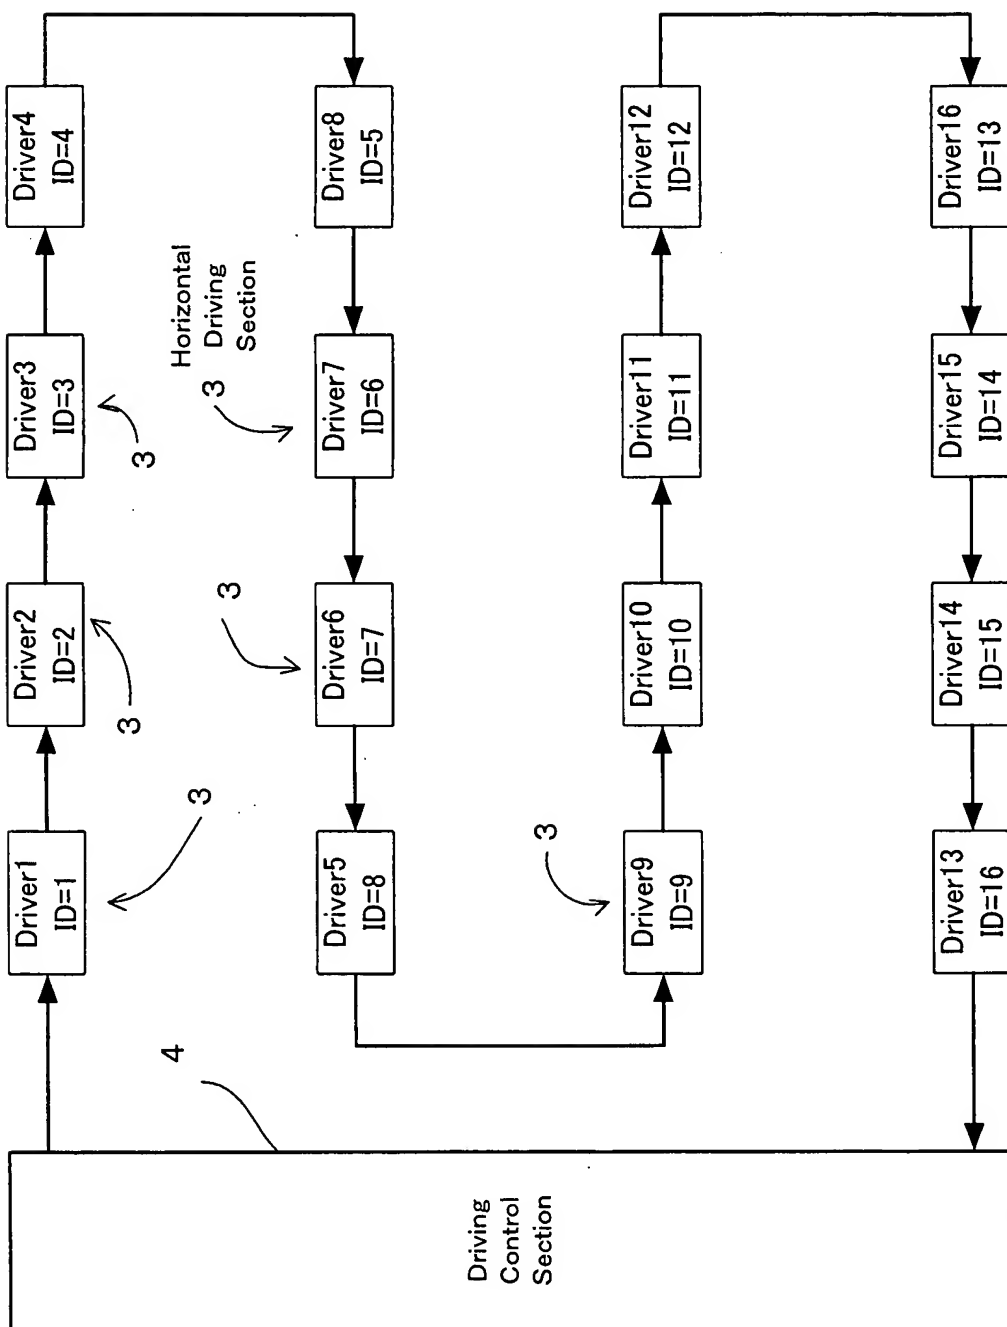 Driving
Control
Section
4
Driver1
ID=1
Driver2
ID=2
Driver3
ID=3
Driver4
ID=4
3
3
3
Horizontal
Driving
Section
3
3
Driver5
ID=8
Driver6
ID=7
Driver7
ID=6
Driver8
ID=5
3
Driver9
ID=9
Driver10
ID=10
Driver11
ID=11
Driver12
ID=12
Driver13
ID=16
Driver14
ID=15
Driver15
ID=14
Driver16
ID=13